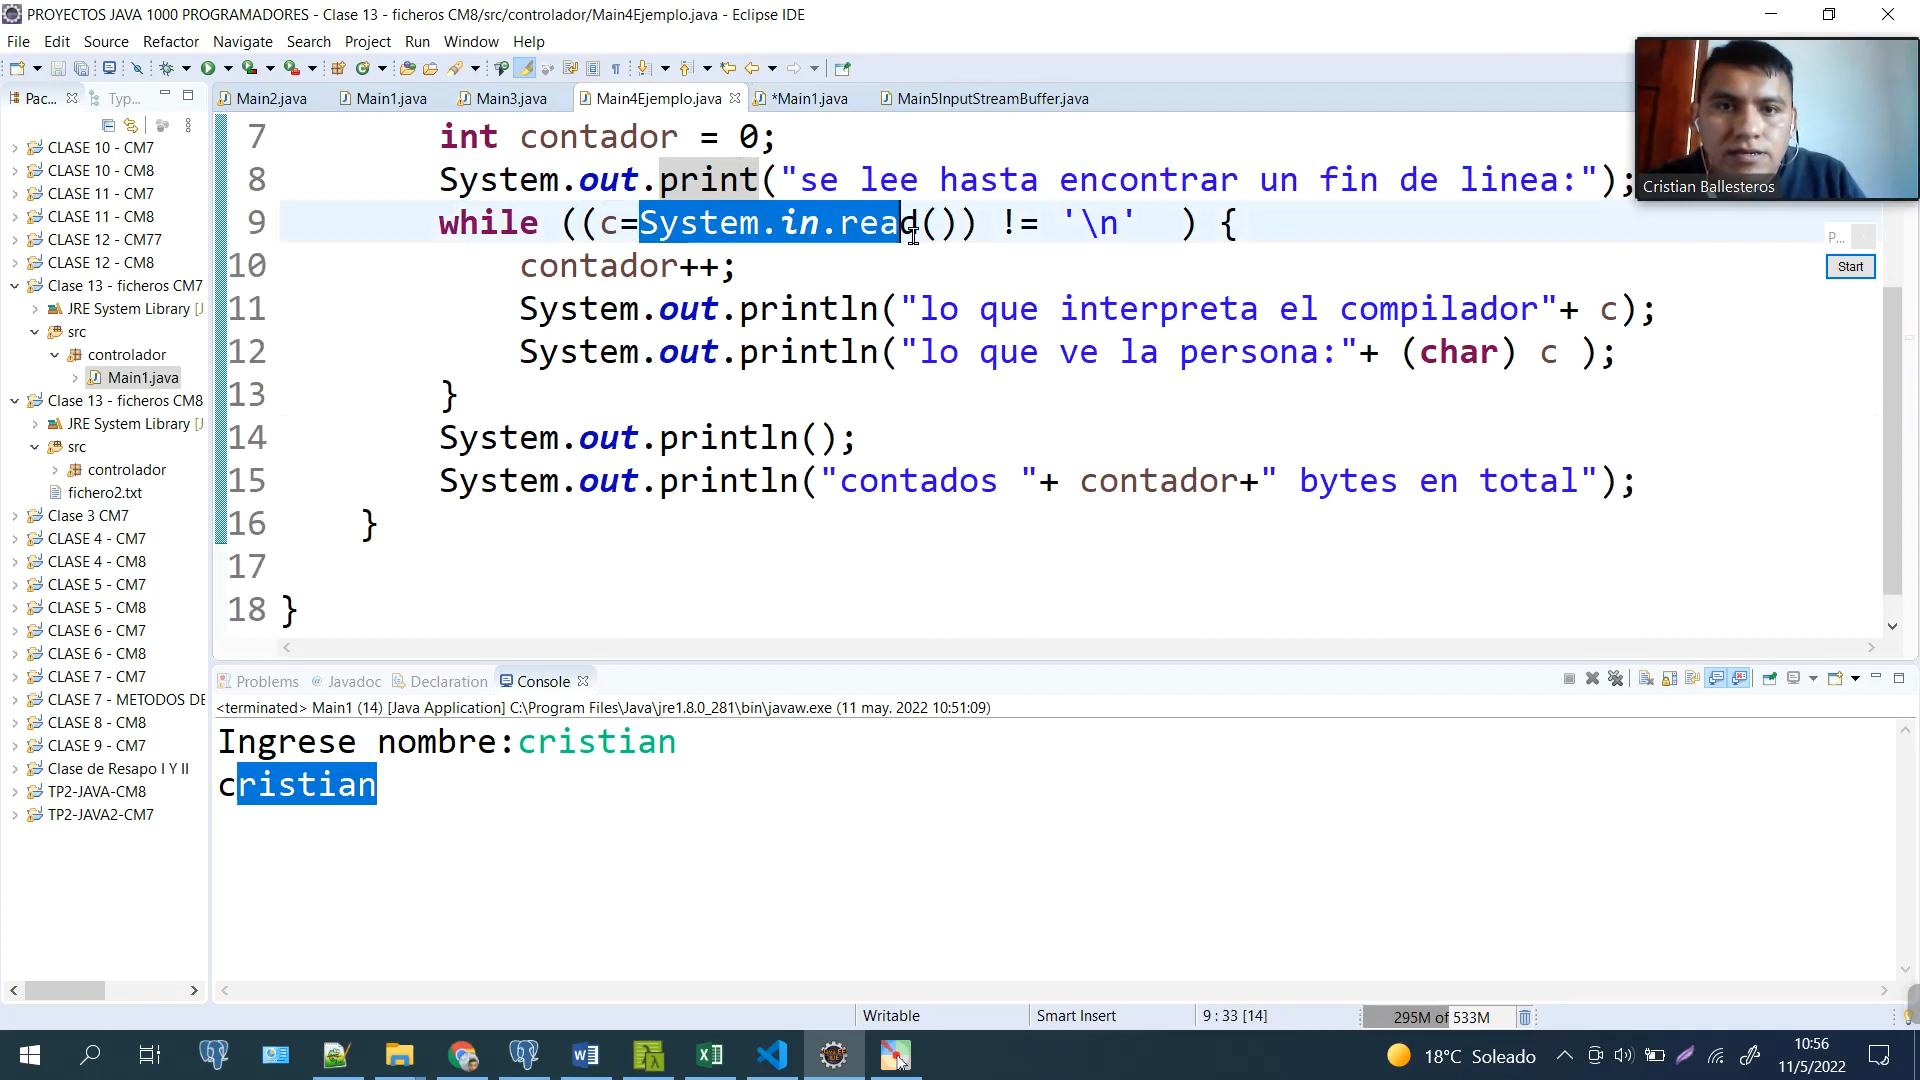 PROYECTOS JAVA 1000 PROGRAMADORES - Clase 13 - ficheros CM8/src/controlador/Main4Ejemplo.java - Eclipse IDE
File Edit Source Refactor Navigate Search Project Run Window Help
Pac... Typ...
Main2.java Main1.java Main3.java Main4Ejemplo.java *Main1.java Main5InputStreamBuffer.java
CLASE 10 - CM7
CLASE 10 - CM8
CLASE 11 - CM7
CLASE 11 - CM8
CLASE 12 - CM77
CLASE 12 - CM8
Clase 13 - ficheros CM7
JRE System Library [J
src
controlador
Main1.java
Clase 13 - ficheros CM8
JRE System Library [J
src
controlador
fichero2.txt
Clase 3 CM7
CLASE 4 - CM7
CLASE 4 - CM8
CLASE 5 - CM7
CLASE 5 - CM8
CLASE 6 - CM7
CLASE 6 - CM8
CLASE 7 - CM7
CLASE 7 - METODOS DE
CLASE 8 - CM8
CLASE 9 - CM7
Clase de Resapo I Y II
TP2-JAVA-CM8
TP2-JAVA2-CM7
7 int contador = 0;
8 System.out.print("se lee hasta encontrar un fin de linea:");
9 while ((c=System.in.read()) != '\n' ) {
10 contador++;
11 System.out.println("lo que interpreta el compilador"+ c);
12 System.out.println("lo que ve la persona:"+ (char) c );
13 }
14 System.out.println();
15 System.out.println("contados "+ contador+" bytes en total");
16 }
17
18 }
Cristian Ballesteros
P...
Start
Problems Javadoc Declaration Console
<terminated> Main1 (14) [Java Application] C:\Program Files\Java\jre1.8.0_281\bin\javaw.exe (11 may. 2022 10:51:09)
Ingrese nombre:cristian
cristian
Writable Smart Insert 9 : 33 [14] 295M of 533M
18°C Soleado 10:56
11/5/2022